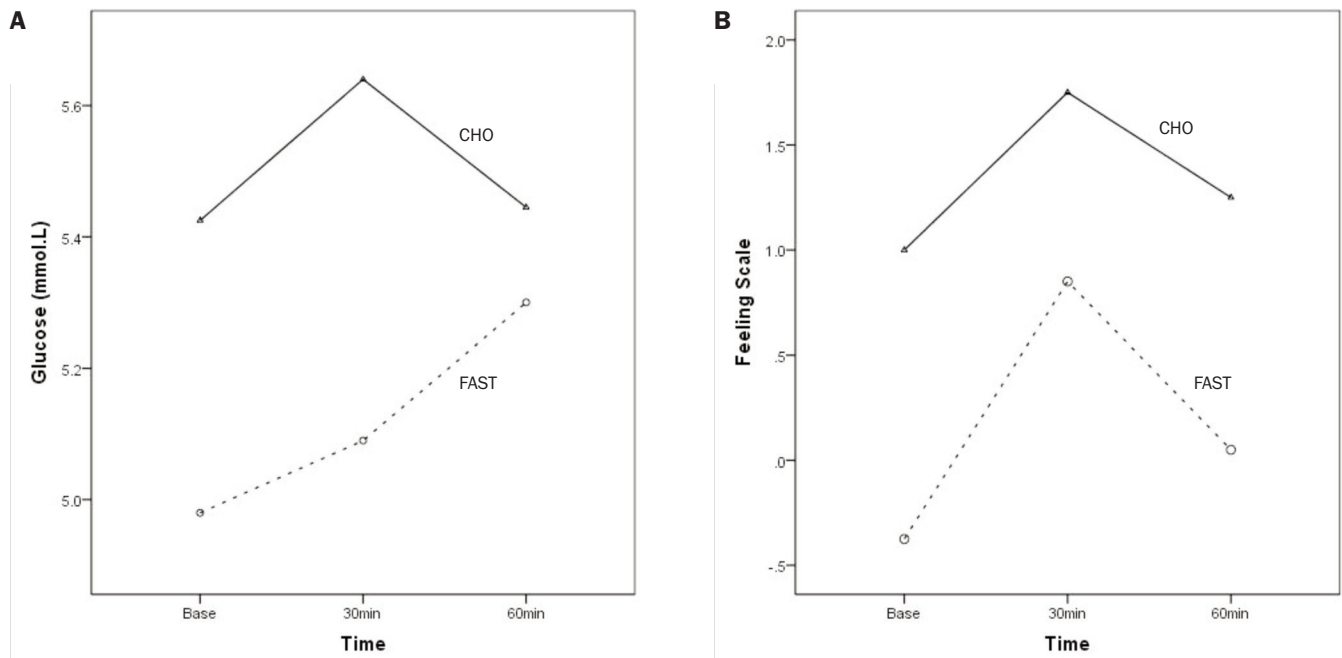 A
Glucose (mmol.L)
5.6
5.4
5.2
5.0
CHO
FAST
Base 30min 60min
Time
B
Feeling Scale
2.0
1.5
1.0
.5
.0
-.5
CHO
FAST
Base 30min 60min
Time